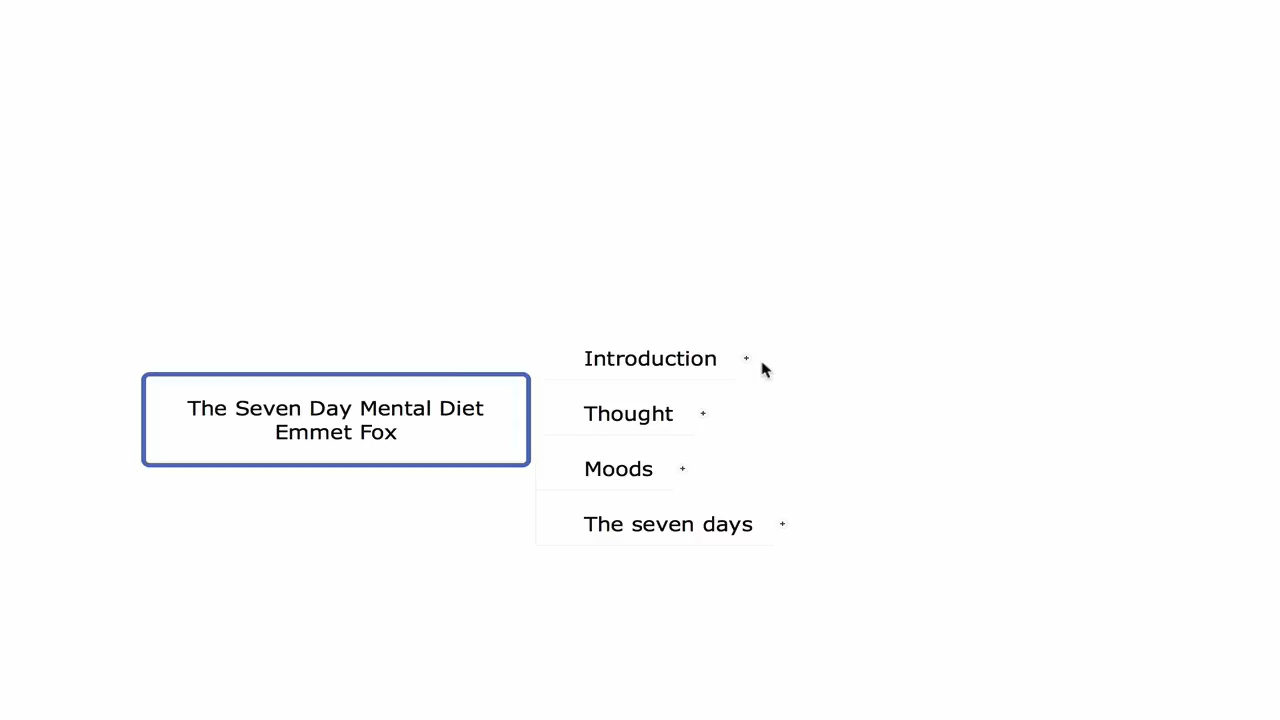 The Seven Day Mental Diet
Emmet Fox
Introduction
Thought
Moods
The seven days